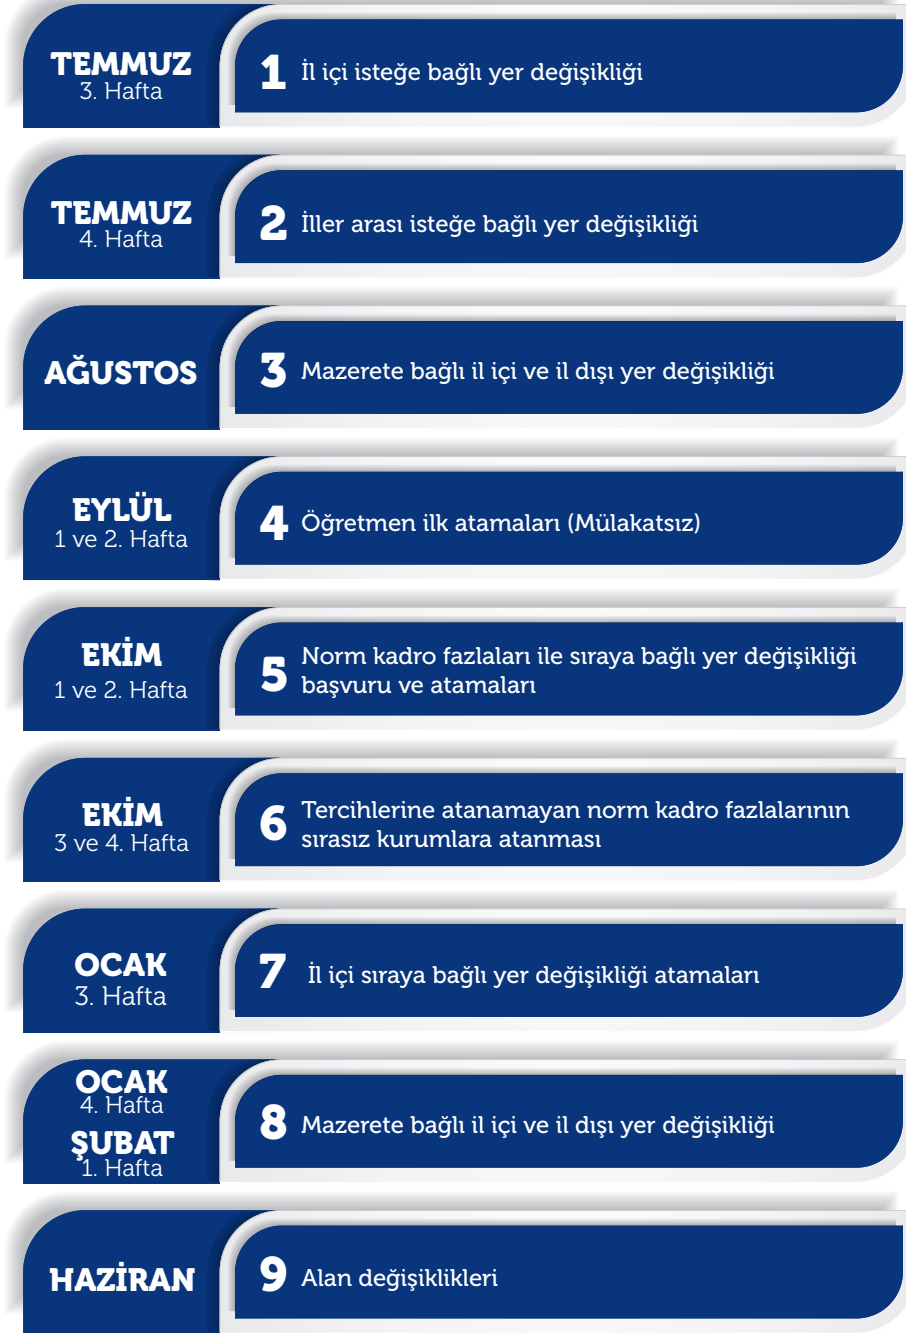 TEMMUZ
3. Hafta
1 İl içi isteğe bağlı yer değişikliği
TEMMUZ
4. Hafta
2 İller arası isteğe bağlı yer değişikliği
AĞUSTOS
3 Mazerete bağlı il içi ve il dışı yer değişikliği
EYLÜL
1 ve 2. Hafta
4 Öğretmen ilk atamaları (Mülakatsız)
EKİM
1 ve 2. Hafta
5 Norm kadro fazlaları ile sıraya bağlı yer değişikliği
başvuru ve atamaları
EKİM
3 ve 4. Hafta
6 Tercihlerine atanamayan norm kadro fazlalarının
sırasız kurumlara atanması
OCAK
3. Hafta
7 İl içi sıraya bağlı yer değişikliği atamaları
OCAK
4. Hafta
ŞUBAT
1. Hafta
8 Mazerete bağlı il içi ve il dışı yer değişikliği
HAZİRAN
9 Alan değişiklikleri